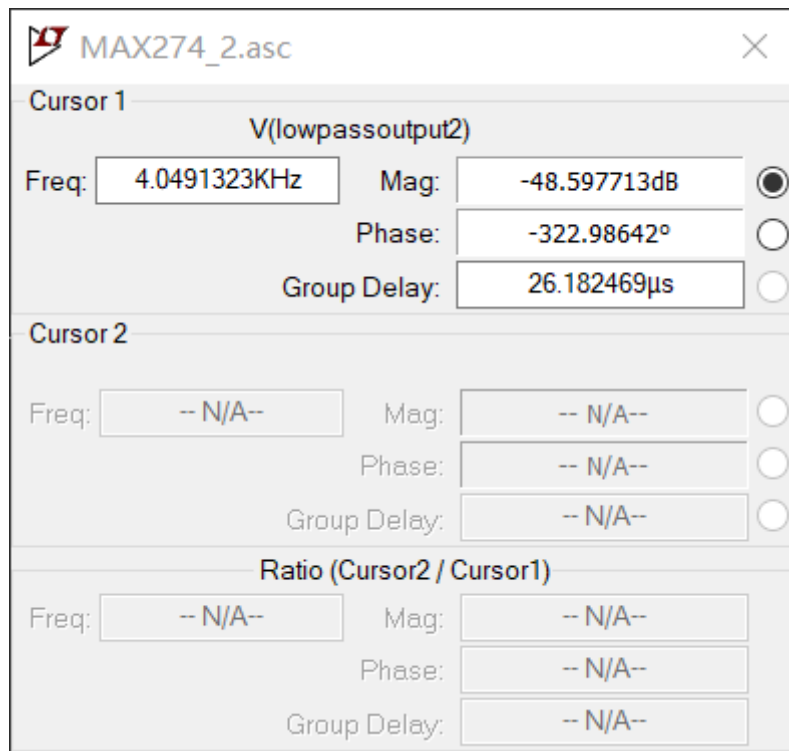 MAX274_2.asc
Cursor 1
V(lowpassoutput2)
Freq: 4.0491323KHz Mag: -48.597713dB
Phase: -322.98642°
Group Delay: 26.182469µs
Cursor 2
Freq: -- N/A-- Mag: -- N/A--
Phase: -- N/A--
Group Delay: -- N/A--
Ratio (Cursor2 / Cursor1)
Freq: -- N/A-- Mag: -- N/A--
Phase: -- N/A--
Group Delay: -- N/A--